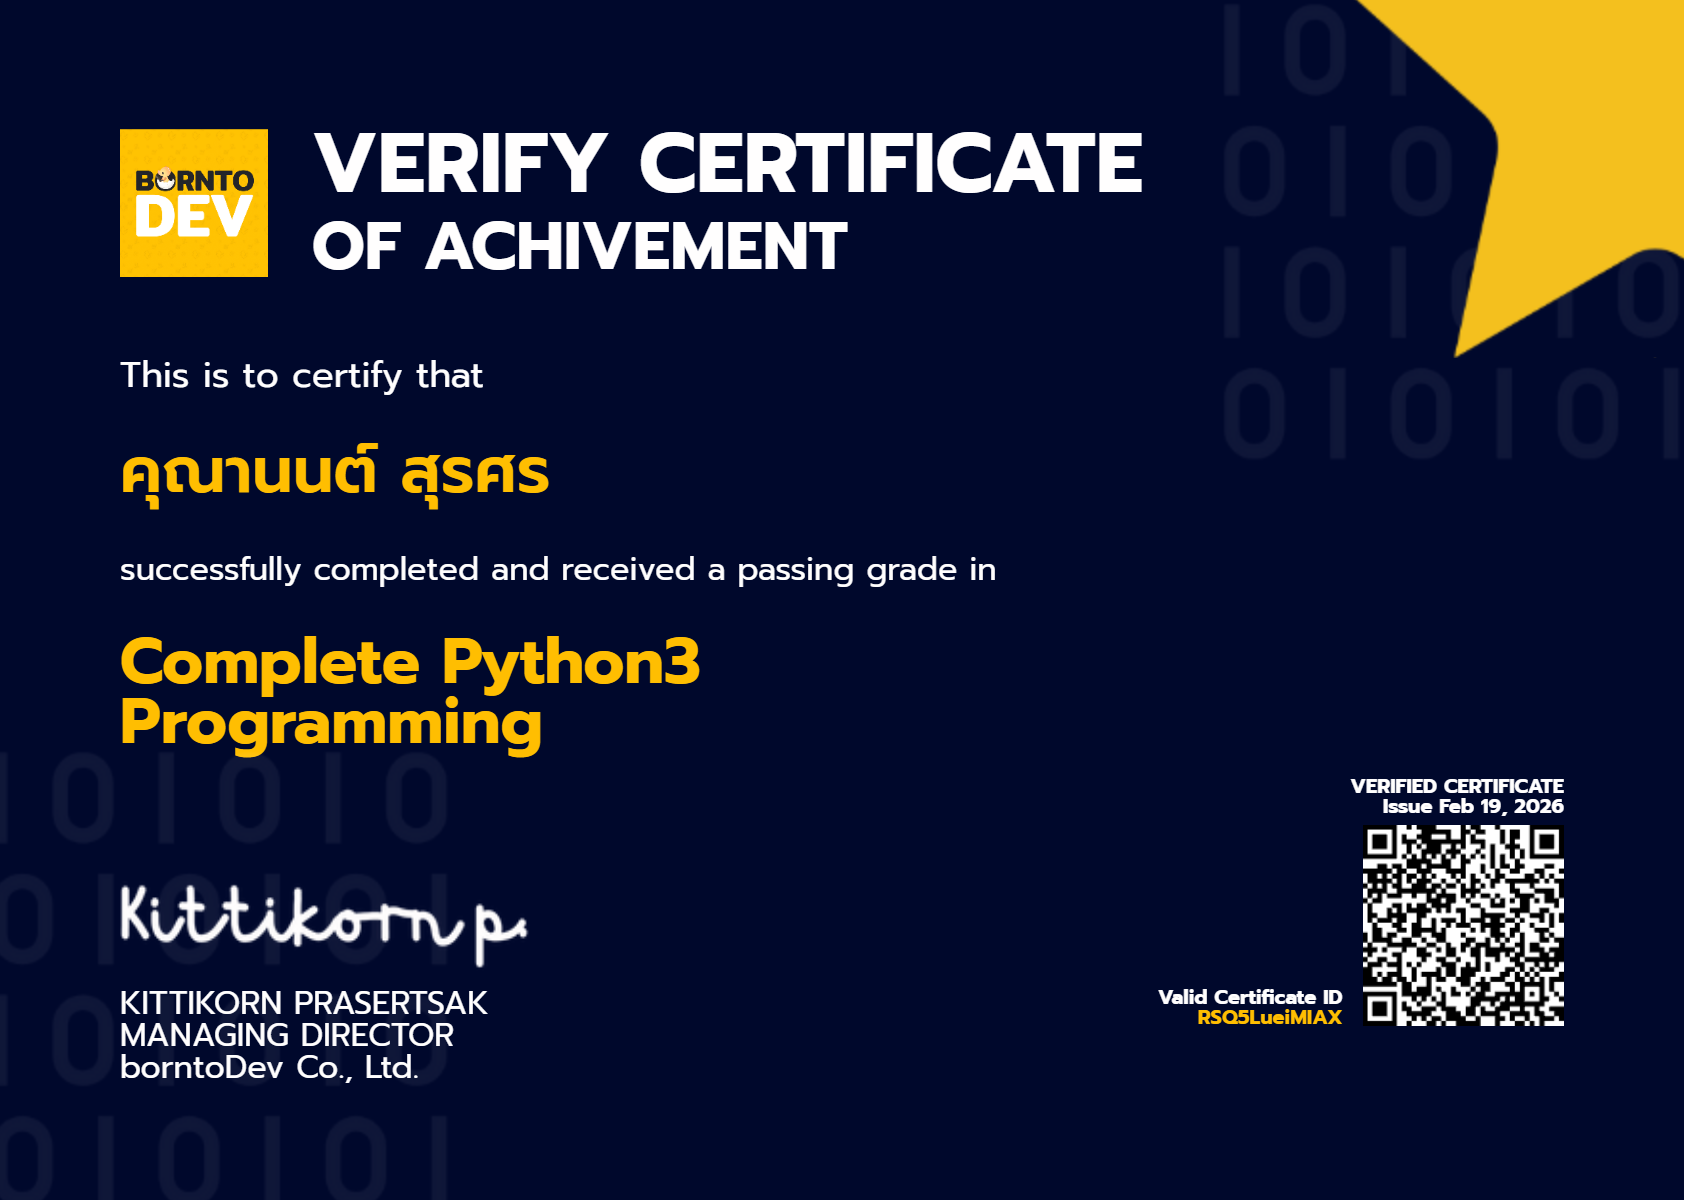 BORNTO
DEV
VERIFY CERTIFICATE
OF ACHIVEMENT
This is to certify that
คุณานนต์ สุรศร
successfully completed and received a passing grade in
Complete Python3
Programming
VERIFIED CERTIFICATE
Issue Feb 19, 2026
Kittikorn p.
KITTIKORN PRASERTSAK
MANAGING DIRECTOR
borntoDev Co., Ltd.
Valid Certificate ID
RSQ5LueiMIAX